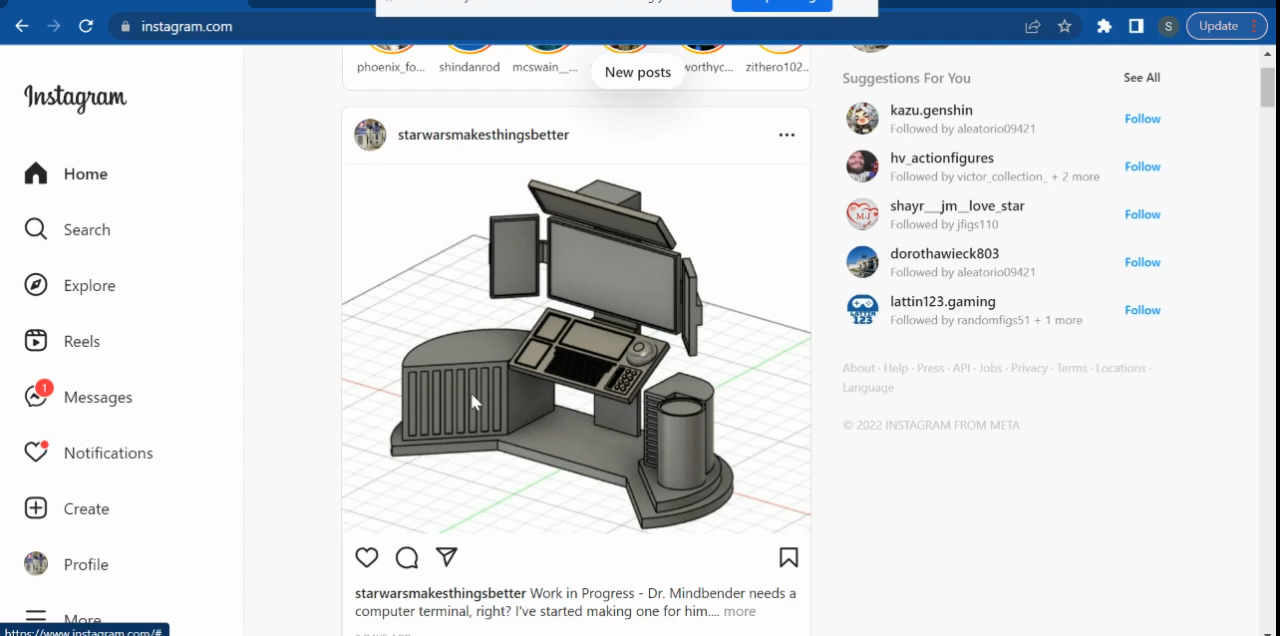 instagram.com
S
Update
Instagram
Home
Search
Explore
Reels
1
Messages
Notifications
Create
Profile
More
https://www.instagram.com/#
phoenix_fo...
shindanrod
mcswain__...
worthyc...
zithero102...
New posts
starwarsmakesthingsbetter
starwarsmakesthingsbetter Work in Progress - Dr. Mindbender needs a
computer terminal, right? I've started making one for him.... more
Suggestions For You
See All
kazu.genshin
Followed by aleatorio09421
Follow
hv_actionfigures
Followed by victor_collection_ + 2 more
Follow
shayr__jm__love_star
Followed by jfigs110
Follow
dorothawieck803
Followed by aleatorio09421
Follow
LATTIN
123
lattin123.gaming
Followed by randomfigs51 + 1 more
Follow
About · Help · Press · API · Jobs · Privacy · Terms · Locations ·
Language
© 2022 INSTAGRAM FROM META